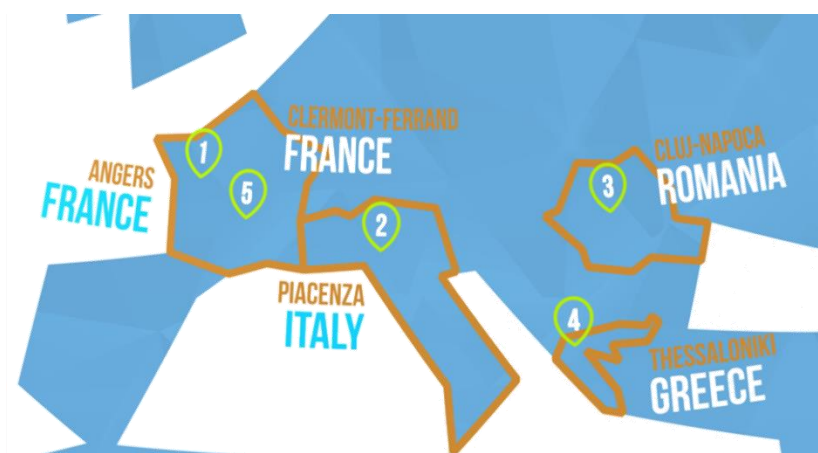 CLERMONT-FERRAND
FRANCE
1
ANGERS
FRANCE
5
CLUJ-NAPOCA
ROMANIA
3
2
PIACENZA
ITALY
4
THESSALONIKI
GREECE